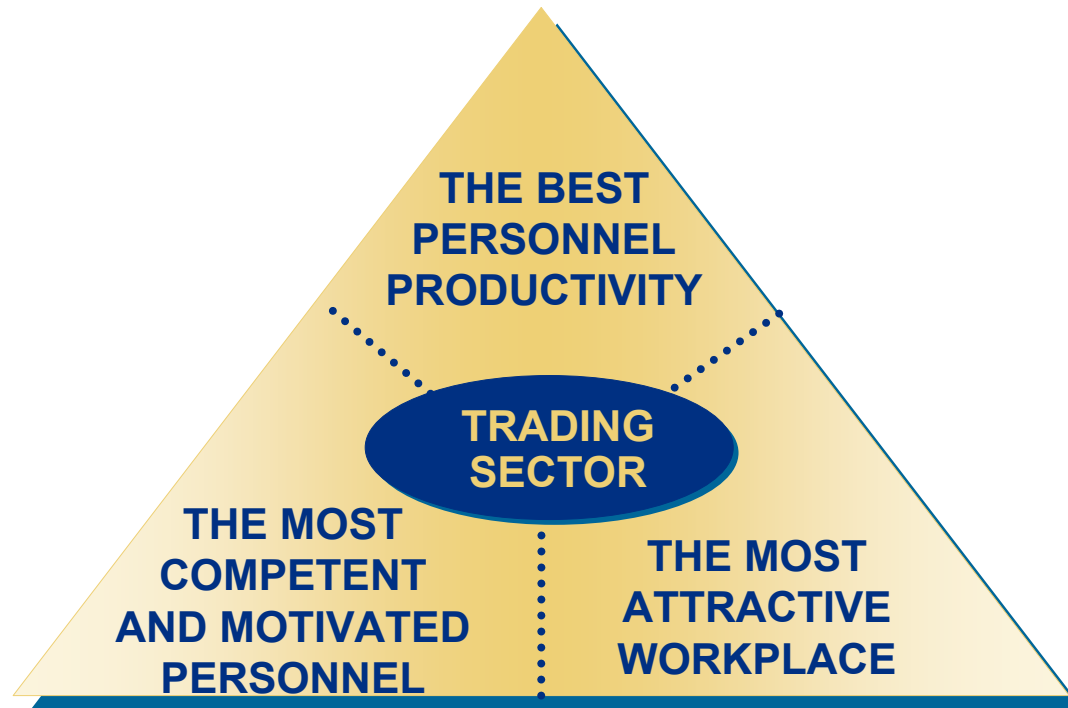 THE BEST
PERSONNEL
PRODUCTIVITY
TRADING
SECTOR
THE MOST
COMPETENT
AND MOTIVATED
PERSONNEL
THE MOST
ATTRACTIVE
WORKPLACE